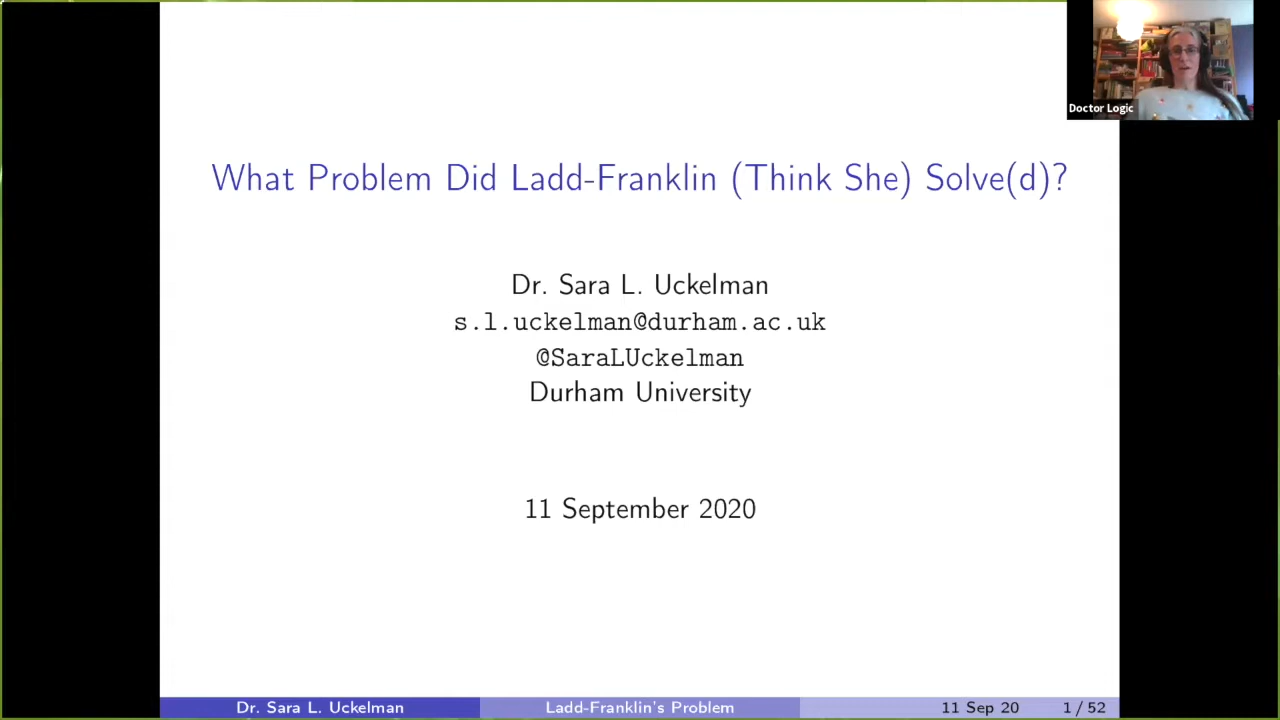 Doctor Logic
What Problem Did Ladd-Franklin (Think She) Solve(d)?
Dr. Sara L. Uckelman
s.l.uckelman@durham.ac.uk
@SaraLUckelman
Durham University
11 September 2020
Dr. Sara L. Uckelman Ladd-Franklin's Problem 11 Sep 20 1 / 52